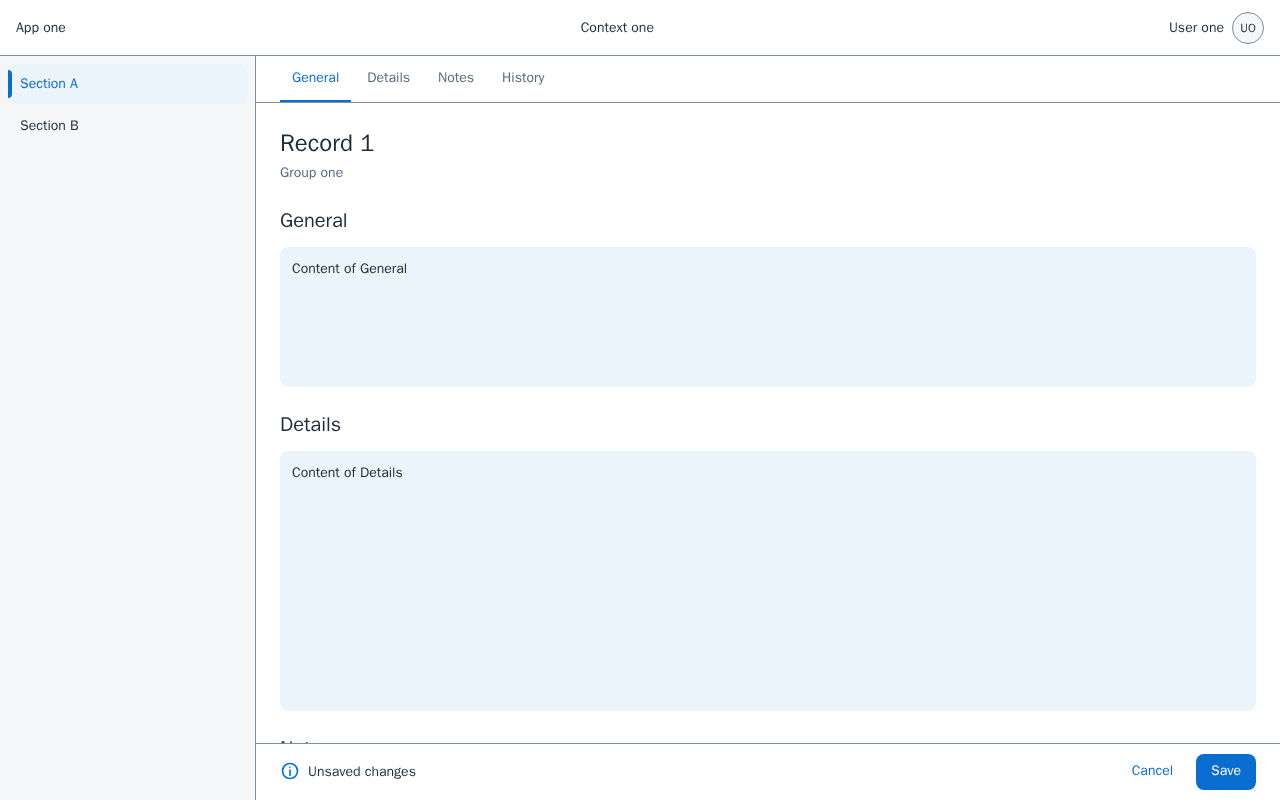 App one
Context one
User one
UO
Section A
Section B
General
Details
Notes
History
Record 1
Group one
General
Content of General
Details
Content of Details
Unsaved changes
Cancel
Save